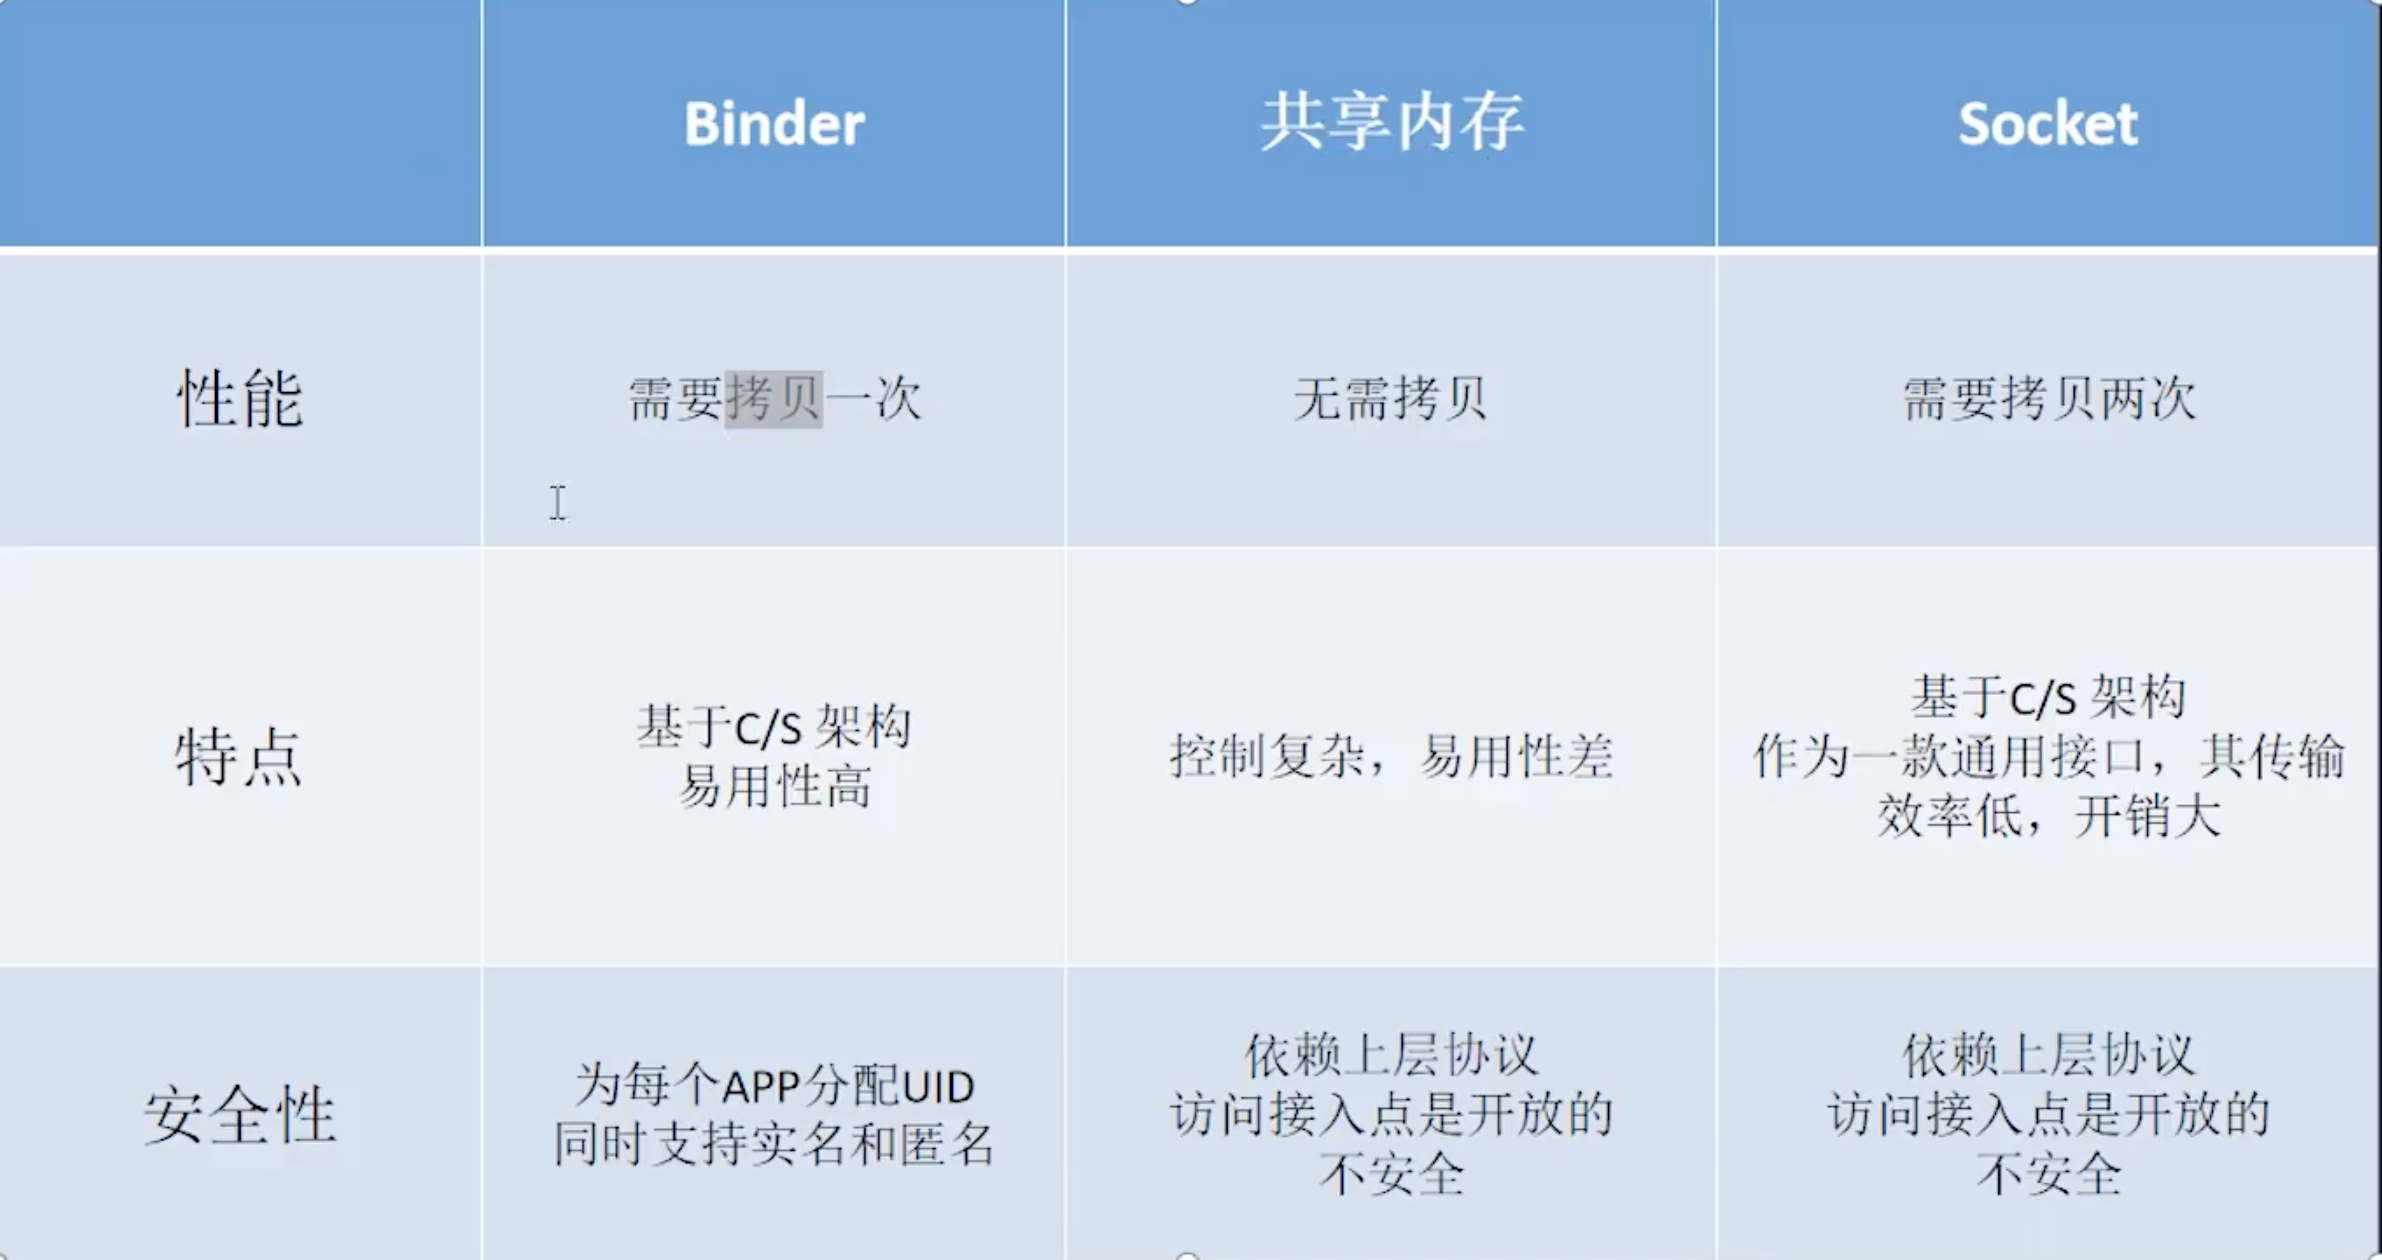 Binder
共享内存
Socket
性能
需要拷贝一次
无需拷贝
需要拷贝两次
特点
基于C/S 架构
易用性高
控制复杂，易用性差
基于C/S 架构
作为一款通用接口，其传输
效率低，开销大
安全性
为每个APP分配UID
同时支持实名和匿名
依赖上层协议
访问接入点是开放的
不安全
依赖上层协议
访问接入点是开放的
不安全